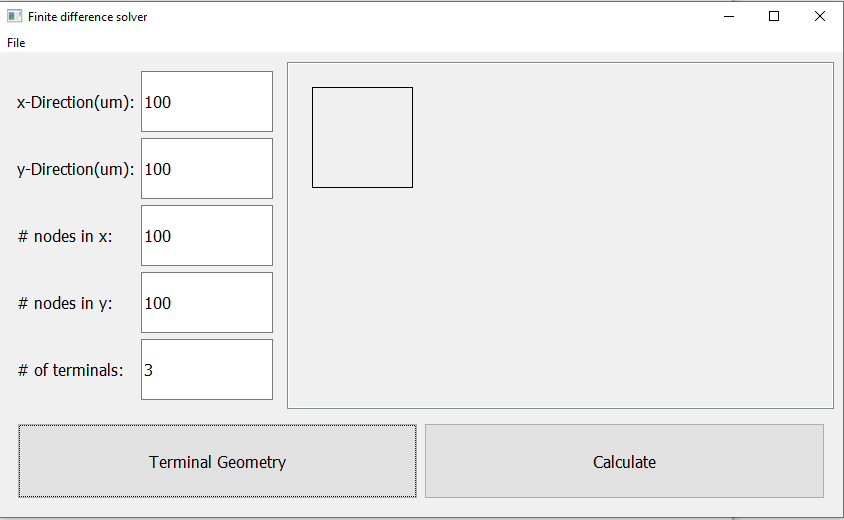 Finite difference solver
File
x-Direction(um): 100
y-Direction(um): 100
# nodes in x: 100
# nodes in y: 100
# of terminals: 3
Terminal Geometry Calculate